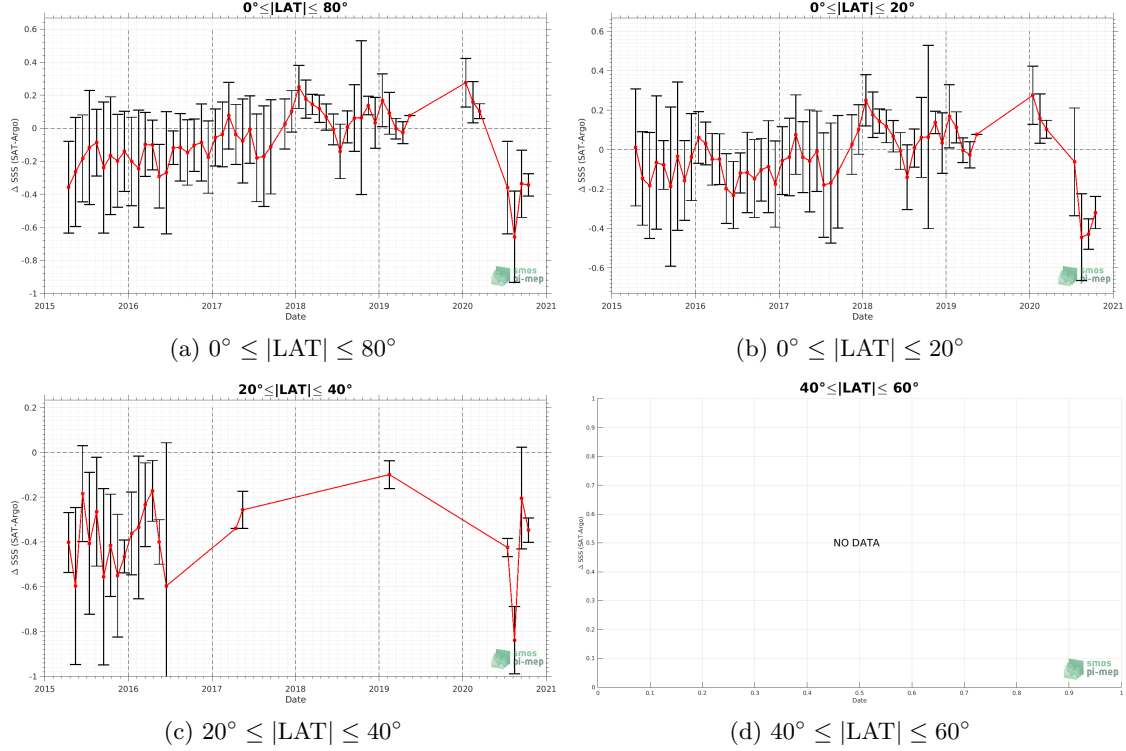 0°≤|LAT|≤ 80°
Δ SSS (SAT-Argo)
0.6
0.4
0.2
0
-0.2
-0.4
-0.6
-0.8
-1
2015 2016 2017 2018 2019 2020 2021
Date
smos
pi-mep
(a) 0° ≤ |LAT| ≤ 80°
0°≤|LAT|≤ 20°
Δ SSS (SAT-Argo)
0.6
0.4
0.2
0
-0.2
-0.4
-0.6
2015 2016 2017 2018 2019 2020 2021
Date
smos
pi-mep
(b) 0° ≤ |LAT| ≤ 20°
20°≤|LAT|≤ 40°
Δ SSS (SAT-Argo)
0.2
0
-0.2
-0.4
-0.6
-0.8
-1
2015 2016 2017 2018 2019 2020 2021
Date
smos
pi-mep
(c) 20° ≤ |LAT| ≤ 40°
40°≤|LAT|≤ 60°
Δ SSS (SAT-Argo)
1
0.9
0.8
0.7
0.6
0.5
0.4
0.3
0.2
0.1
0
NO DATA
0 0.1 0.2 0.3 0.4 0.5 0.6 0.7 0.8 0.9 1
Date
smos
pi-mep
(d) 40° ≤ |LAT| ≤ 60°